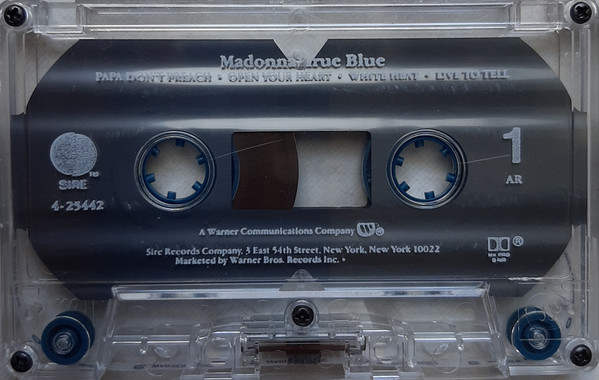 Madonna/True Blue
PAPA DON'T PREACH • OPEN YOUR HEART • WHITE HEAT • LIVE TO TELL
SIRE TM
4-25442
1
AR
A Warner Communications Company ®
Sire Records Company, 3 East 54th Street, New York, New York 10022
Marketed by Warner Bros. Records Inc. •
®